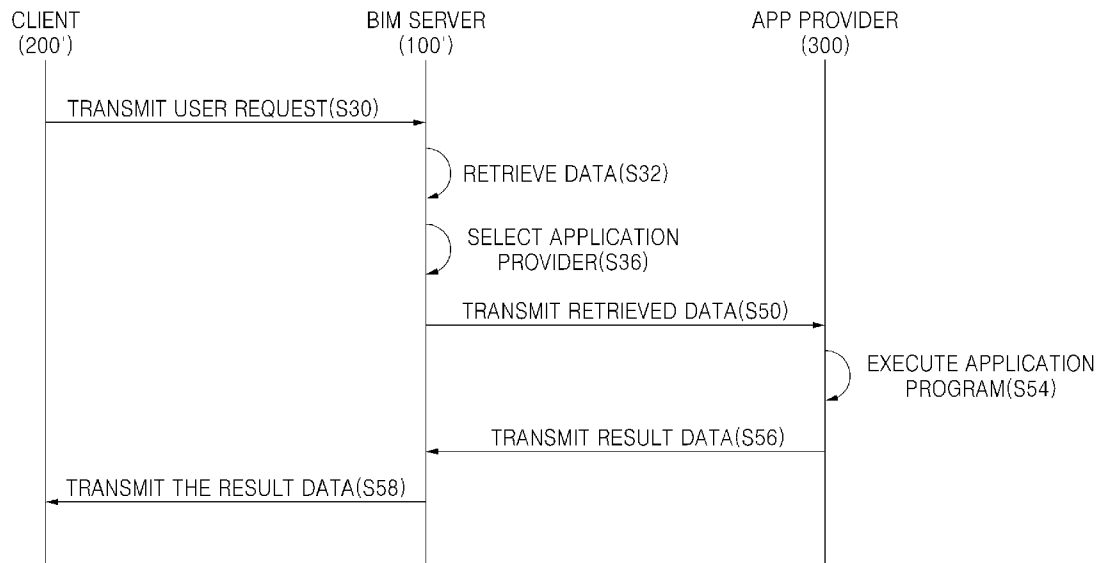 CLIENT
(200')
BIM SERVER
(100')
APP PROVIDER
(300)
TRANSMIT USER REQUEST(S30)
RETRIEVE DATA(S32)
SELECT APPLICATION
PROVIDER(S36)
TRANSMIT RETRIEVED DATA(S50)
EXECUTE APPLICATION
PROGRAM(S54)
TRANSMIT RESULT DATA(S56)
TRANSMIT THE RESULT DATA(S58)